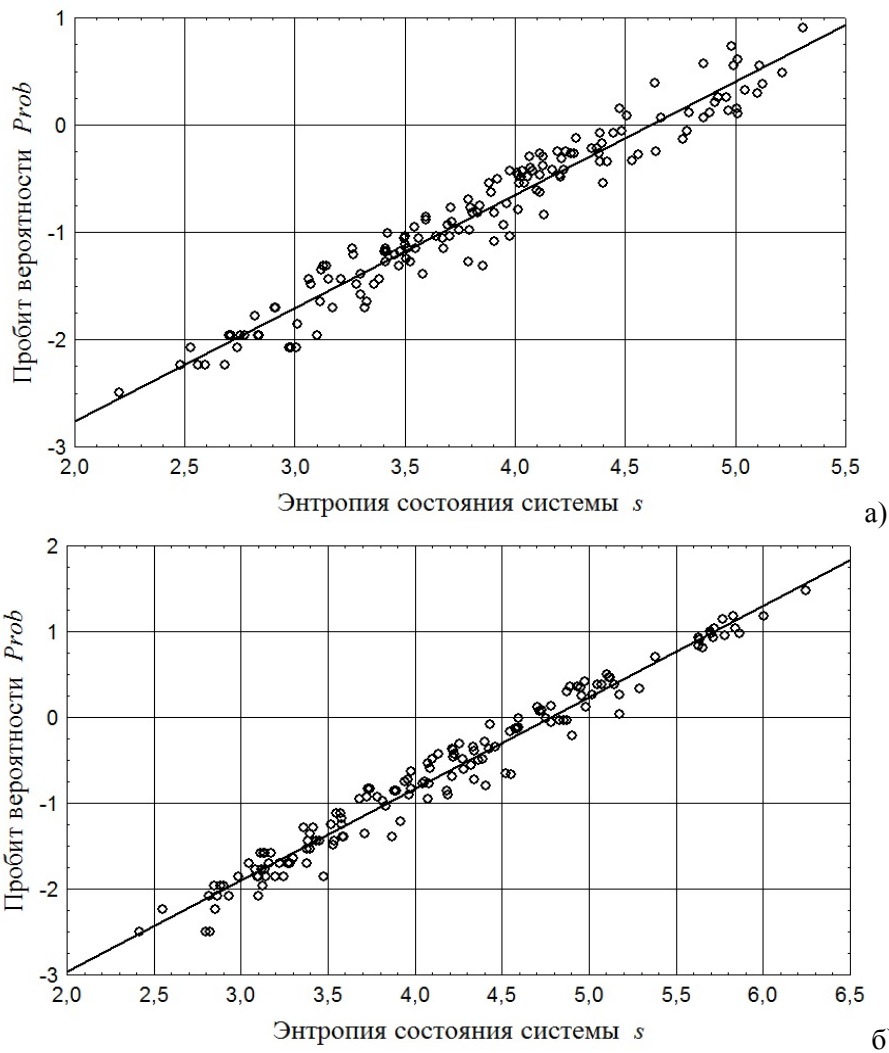 1
0
-1
-2
-3
Пробит вероятности Prob
2,0 2,5 3,0 3,5 4,0 4,5 5,0 5,5
Энтропия состояния системы s
а)
2
1
0
-1
-2
-3
Пробит вероятности Prob
2,0 2,5 3,0 3,5 4,0 4,5 5,0 5,5 6,0 6,5
Энтропия состояния системы s
б)